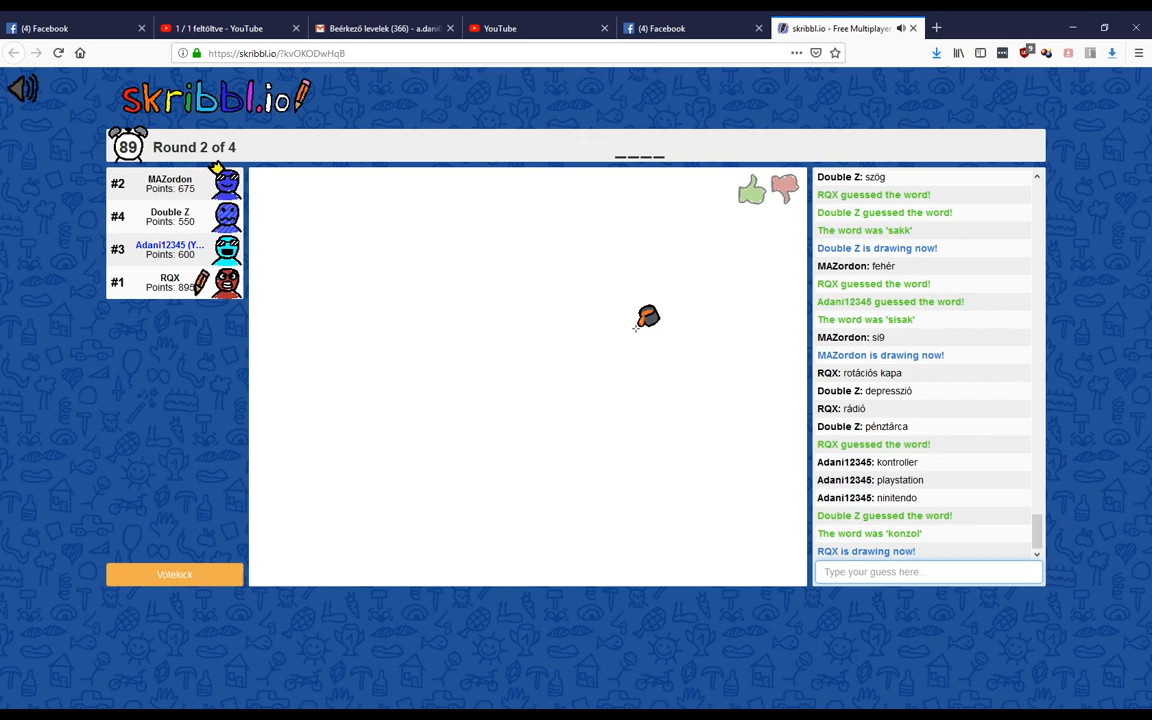 (4) Facebook
1 / 1 feltöltve - YouTube
Beérkező levelek (366) - a.dani
YouTube
(4) Facebook
skribbl.io - Free Multiplayer
https://skribbl.io/?kvOKODwHqB
9
skribbl.io
89
Round 2 of 4
____
#2 MAZordon
Points: 675
#4 Double Z
Points: 550
#3 Adani12345 (Y...
Points: 600
#1 RQX
Points: 895
Votekick
Double Z: szög
RQX guessed the word!
Double Z guessed the word!
The word was 'sakk'
Double Z is drawing now!
MAZordon: fehér
RQX guessed the word!
Adani12345 guessed the word!
The word was 'sisak'
MAZordon: si9
MAZordon is drawing now!
RQX: rotációs kapa
Double Z: depresszió
RQX: rádió
Double Z: pénztárca
RQX guessed the word!
Adani12345: kontroller
Adani12345: playstation
Adani12345: ninitendo
Double Z guessed the word!
The word was 'konzol'
RQX is drawing now!
Type your guess here...